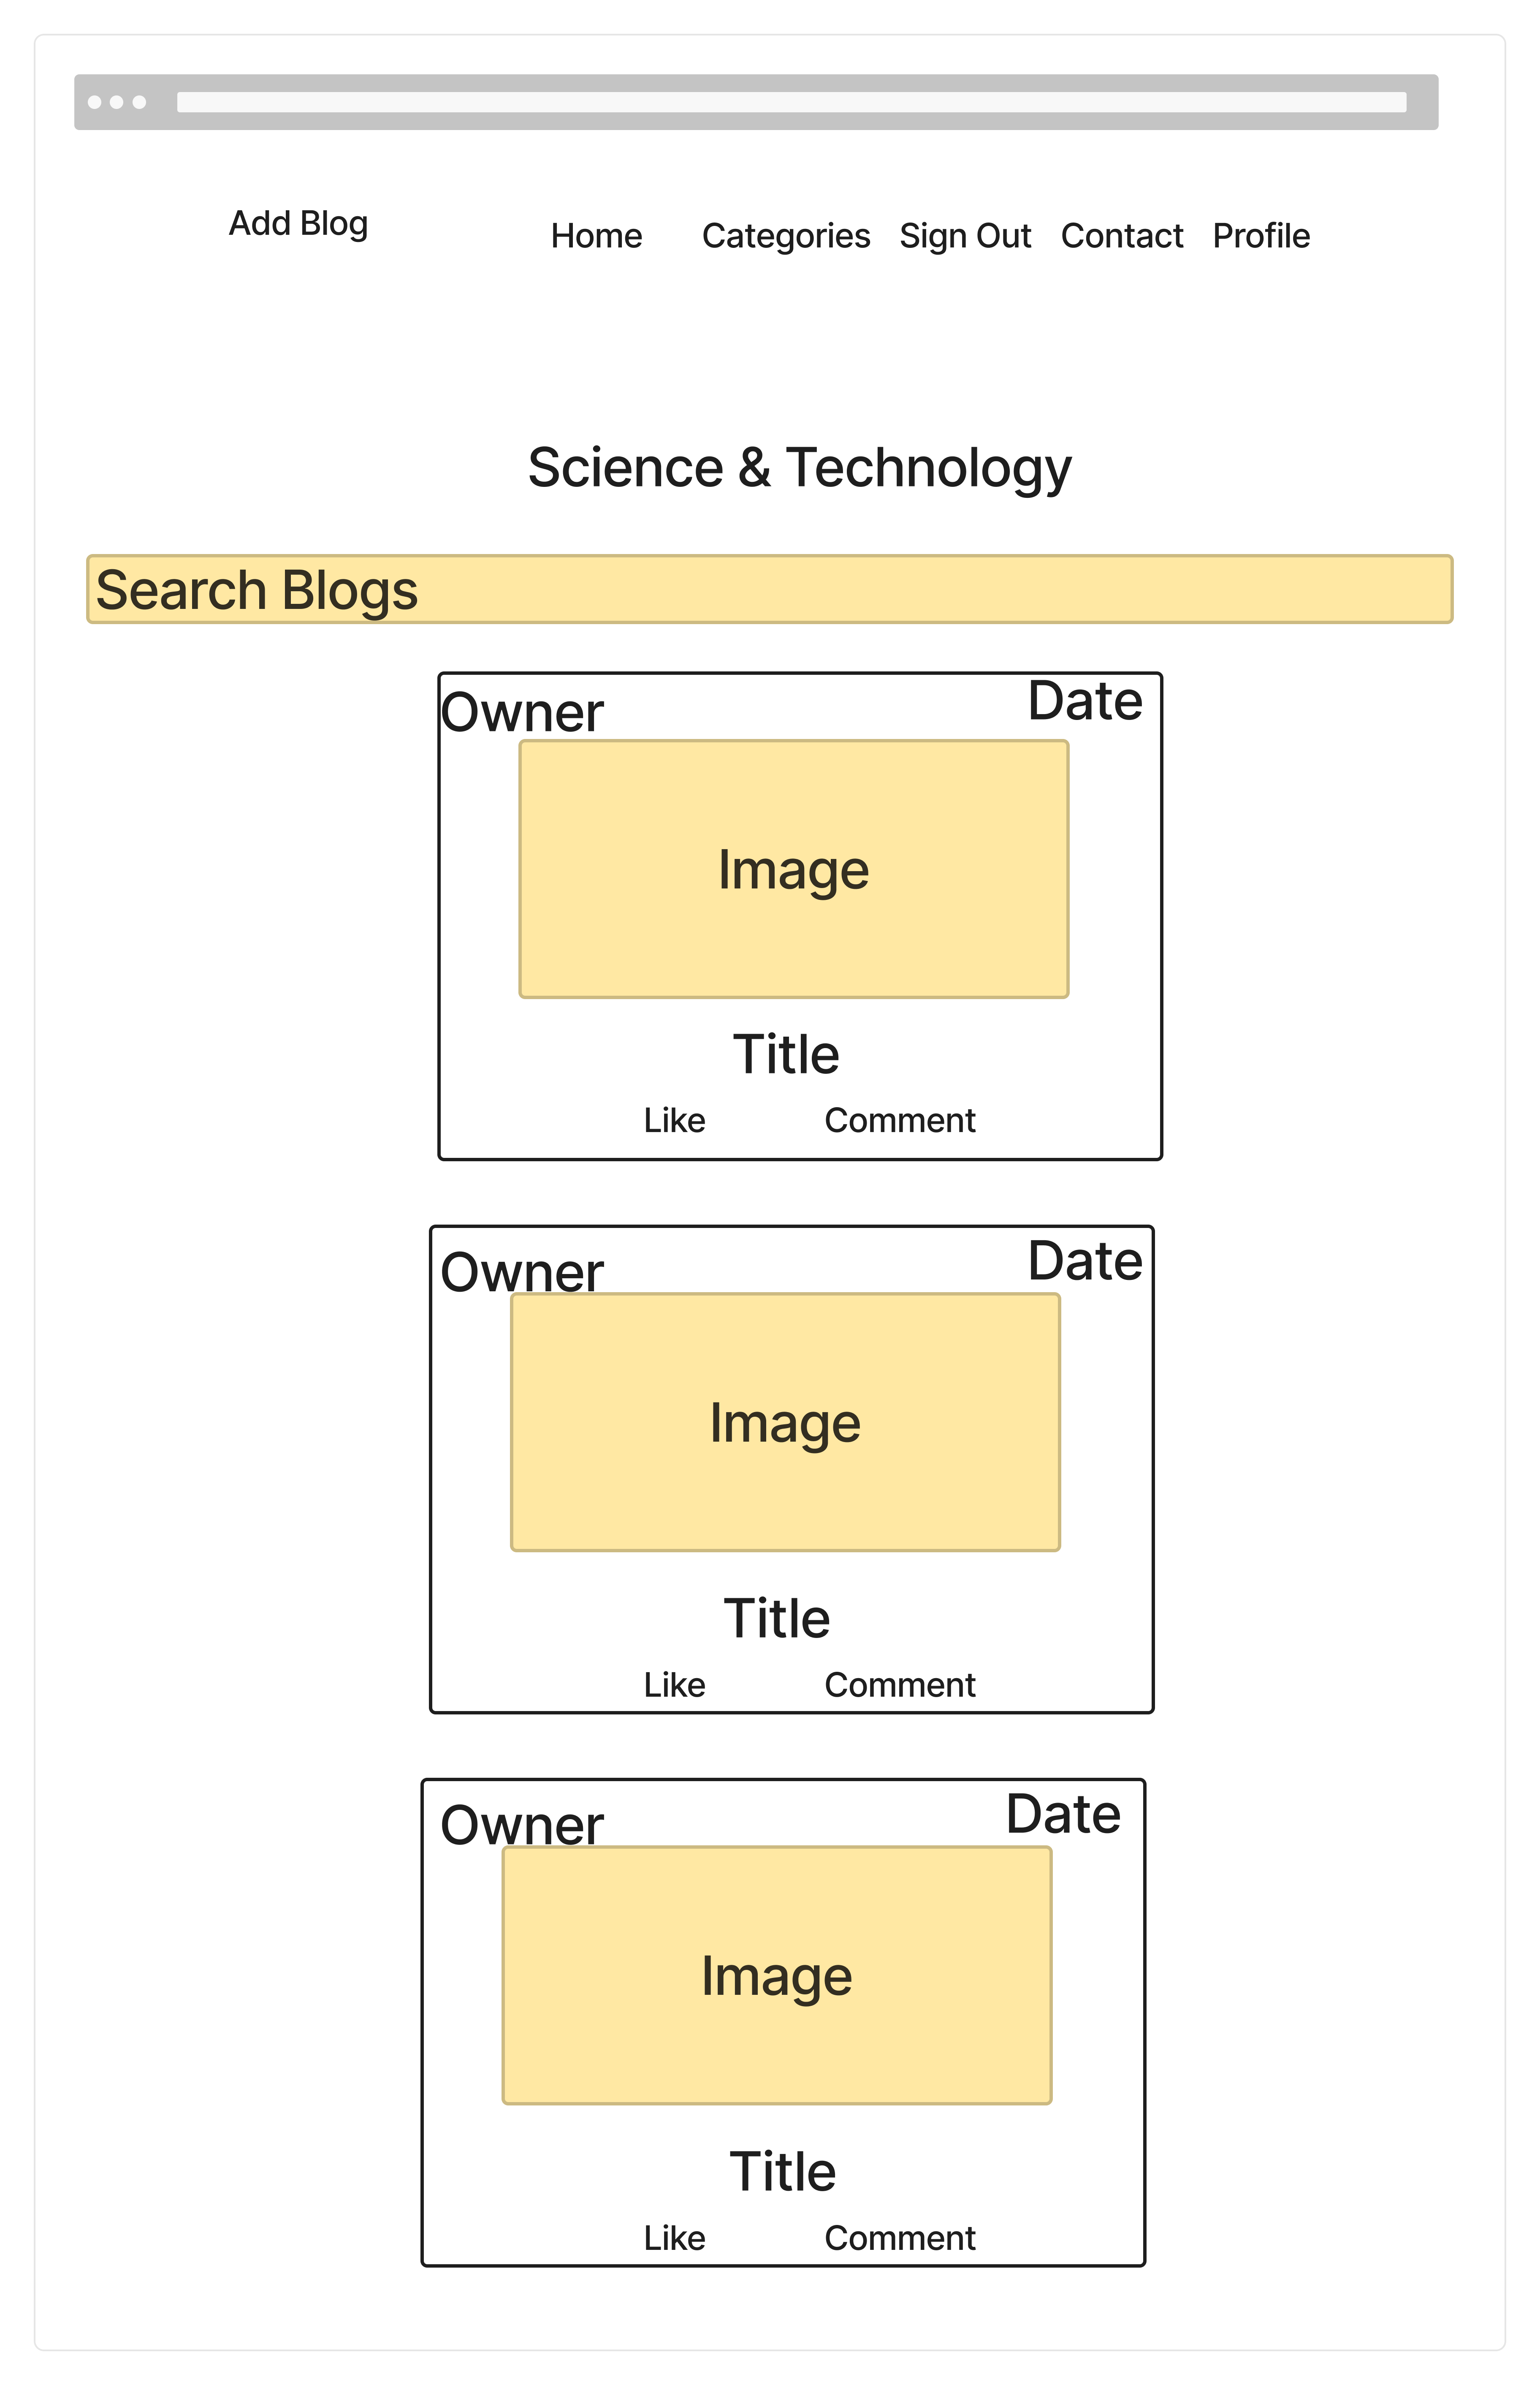 Add Blog
Home Categories Sign Out Contact Profile
Science & Technology
Search Blogs
Owner Date
Image
Title
Like Comment
Owner Date
Image
Title
Like Comment
Owner Date
Image
Title
Like Comment